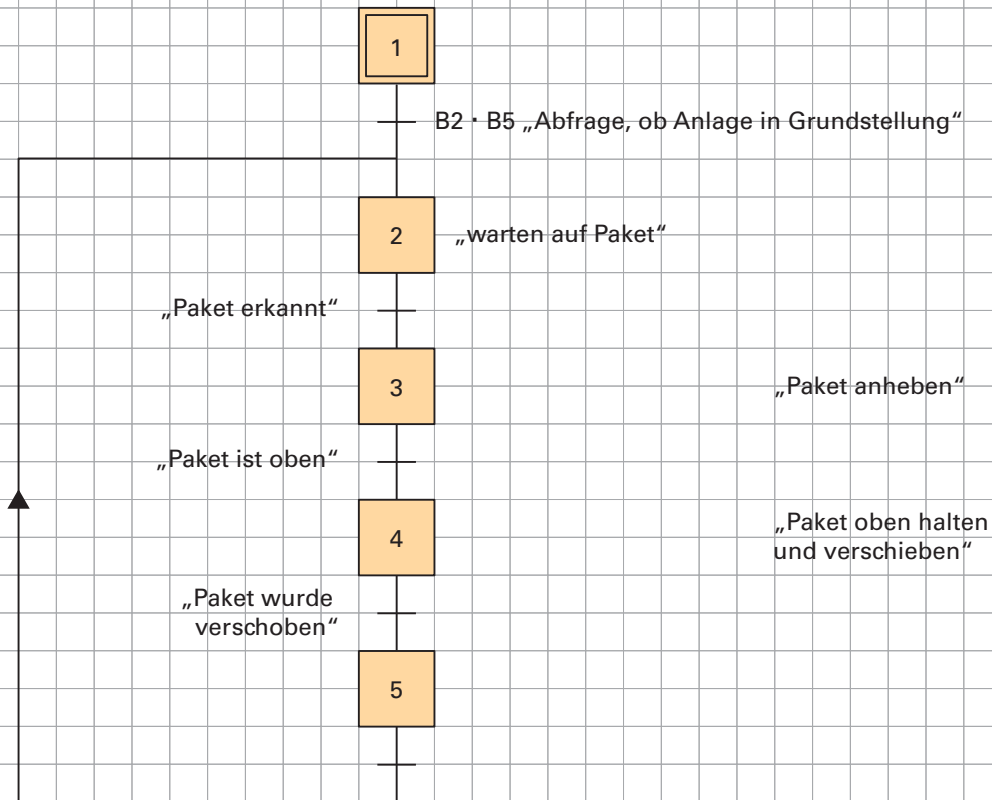 1
B2 · B5 „Abfrage, ob Anlage in Grundstellung“
2
„warten auf Paket“
„Paket erkannt“
3
„Paket anheben“
„Paket ist oben“
4
„Paket oben halten
und verschieben“
„Paket wurde
verschoben“
5